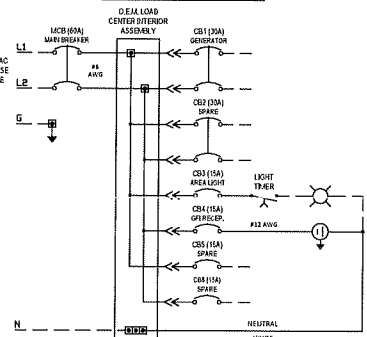 O.E.M. LOAD
CENTER INTERIOR
ASSEMBLY
MCB (60A)
MAIN BREAKER
CB1 (30A)
GENERATOR
L1
AC
SE
E
#6
AWG
L2
CB2 (30A)
SPARE
G
CB3 (15A)
AREA LIGHT
LIGHT
TIMER
CB4 (15A)
GFI RECEP.
#12 AWG
CB5 (15A)
SPARE
CB6 (15A)
SPARE
N
NEUTRAL
WHITE